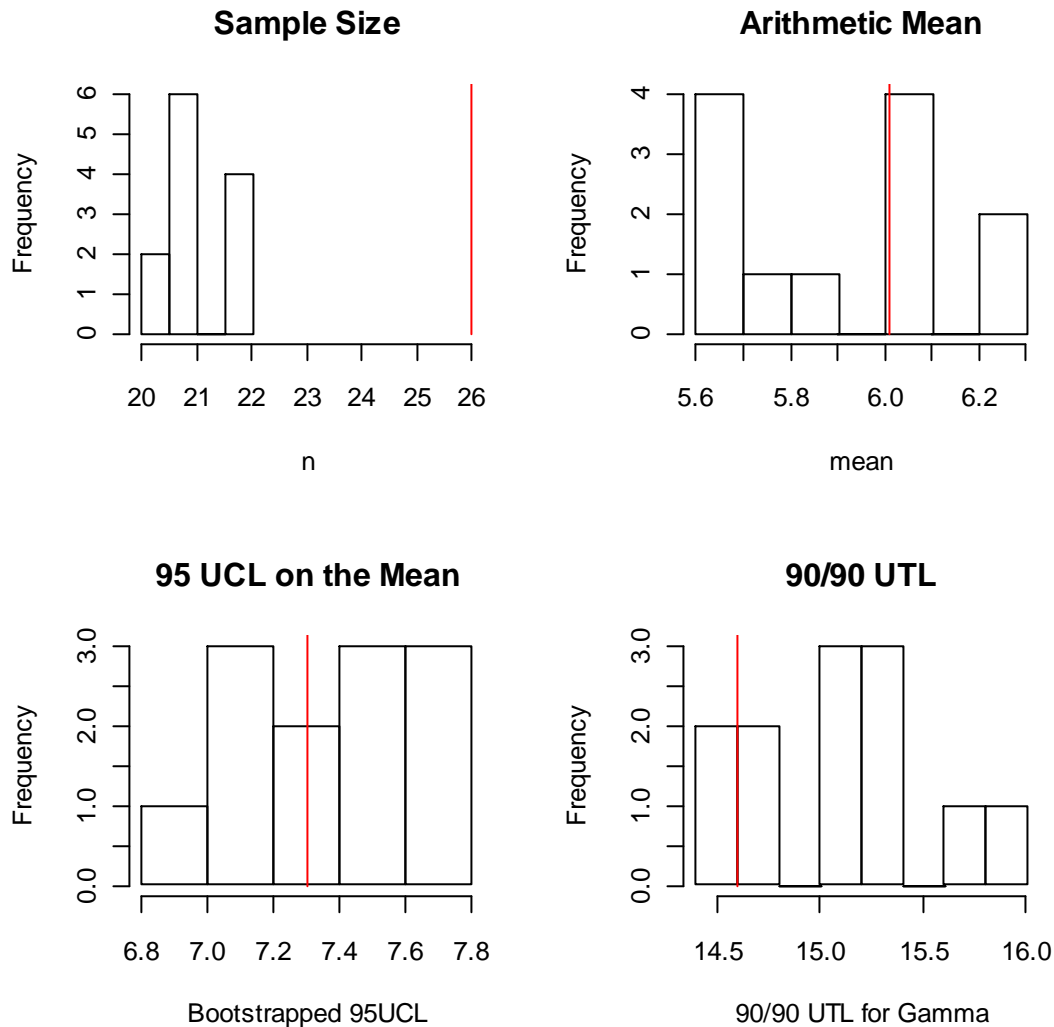 Sample Size
Frequency
0 1 2 3 4 5 6
20 21 22 23 24 25 26
n
Arithmetic Mean
Frequency
0 1 2 3 4
5.6 5.8 6.0 6.2
mean
95 UCL on the Mean
Frequency
0.0 1.0 2.0 3.0
6.8 7.0 7.2 7.4 7.6 7.8
Bootstrapped 95UCL
90/90 UTL
Frequency
0.0 1.0 2.0 3.0
14.5 15.0 15.5 16.0
90/90 UTL for Gamma